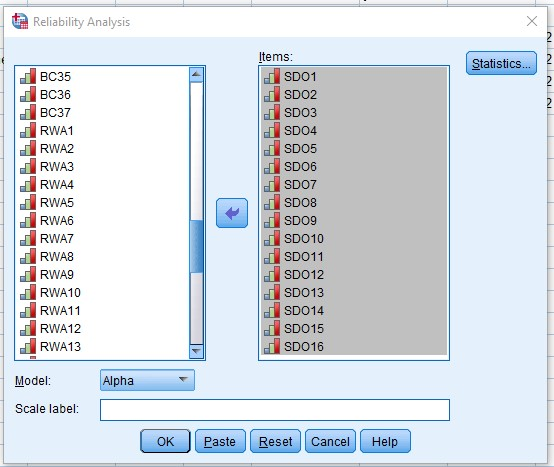 Reliability Analysis
Items:
Statistics...
BC35
BC36
BC37
RWA1
RWA2
RWA3
RWA4
RWA5
RWA6
RWA7
RWA8
RWA9
RWA10
RWA11
RWA12
RWA13
SDO1
SDO2
SDO3
SDO4
SDO5
SDO6
SDO7
SDO8
SDO9
SDO10
SDO11
SDO12
SDO13
SDO14
SDO15
SDO16
Model: Alpha
Scale label:
OK Paste Reset Cancel Help